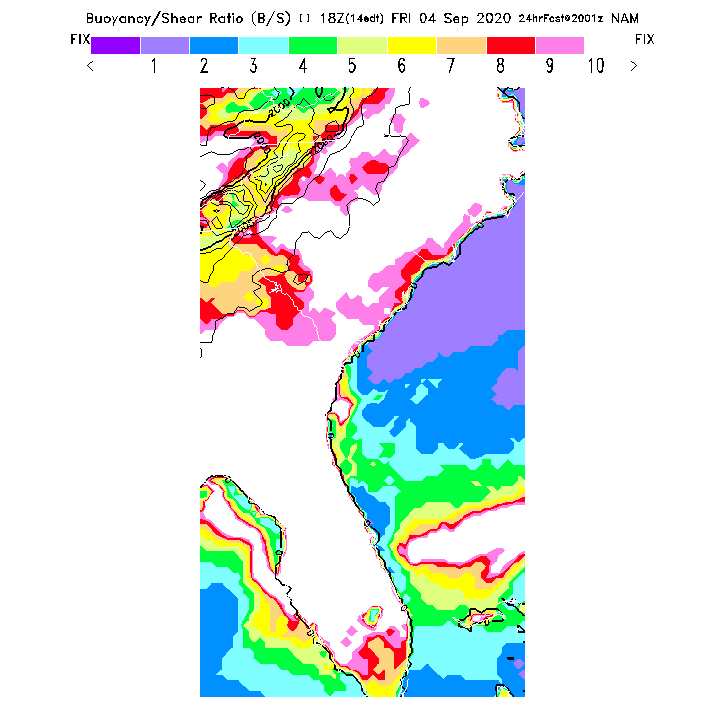 Buoyancy/Shear Ratio (B/S) [] 18Z(14edt) FRI 04 Sep 2020 24hrFcst@2001z NAM
FIX FIX
< 1 2 3 4 5 6 7 8 9 10 >
2000